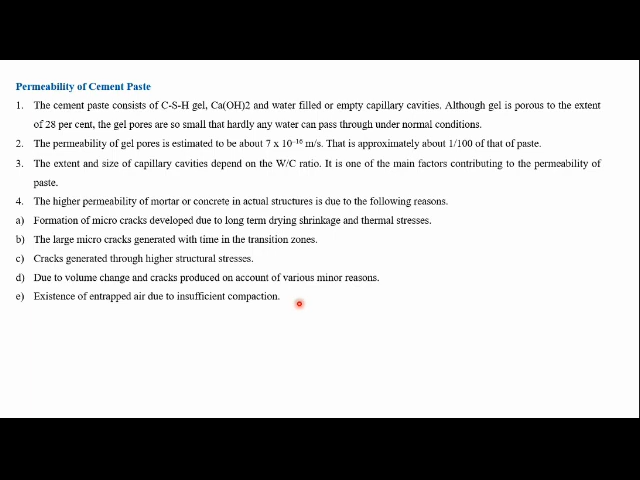 Permeability of Cement Paste
1. The cement paste consists of C-S-H gel, Ca(OH)2 and water filled or empty capillary cavities. Although gel is porous to the extent
of 28 per cent, the gel pores are so small that hardly any water can pass through under normal conditions.
2. The permeability of gel pores is estimated to be about 7 x 10⁻¹⁶ m/s. That is approximately about 1/100 of that of paste.
3. The extent and size of capillary cavities depend on the W/C ratio. It is one of the main factors contributing to the permeability of
paste.
4. The higher permeability of mortar or concrete in actual structures is due to the following reasons.
a) Formation of micro cracks developed due to long term drying shrinkage and thermal stresses.
b) The large micro cracks generated with time in the transition zones.
c) Cracks generated through higher structural stresses.
d) Due to volume change and cracks produced on account of various minor reasons.
e) Existence of entrapped air due to insufficient compaction.